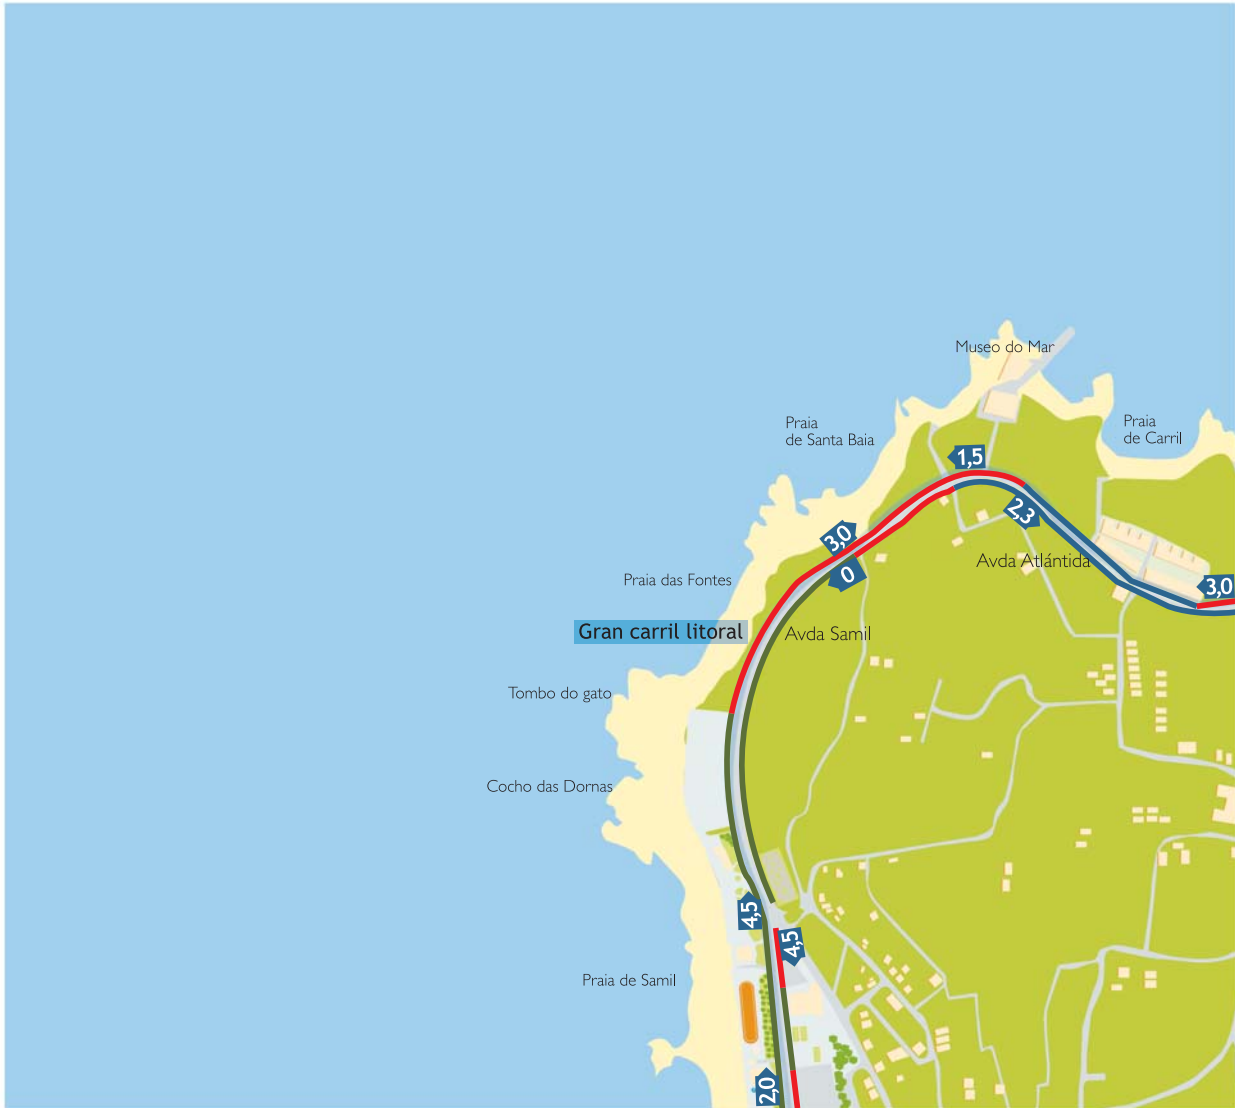 Museo do Mar
Praia
de Santa Baia
Praia
de Carril
1,5
2,3
3,0
0
Avda Atlántida
3,0
Praia das Fontes
Gran carril litoral
Avda Samil
Tombo do gato
Cocho das Dornas
4,5
4,5
Praia de Samil
2,0